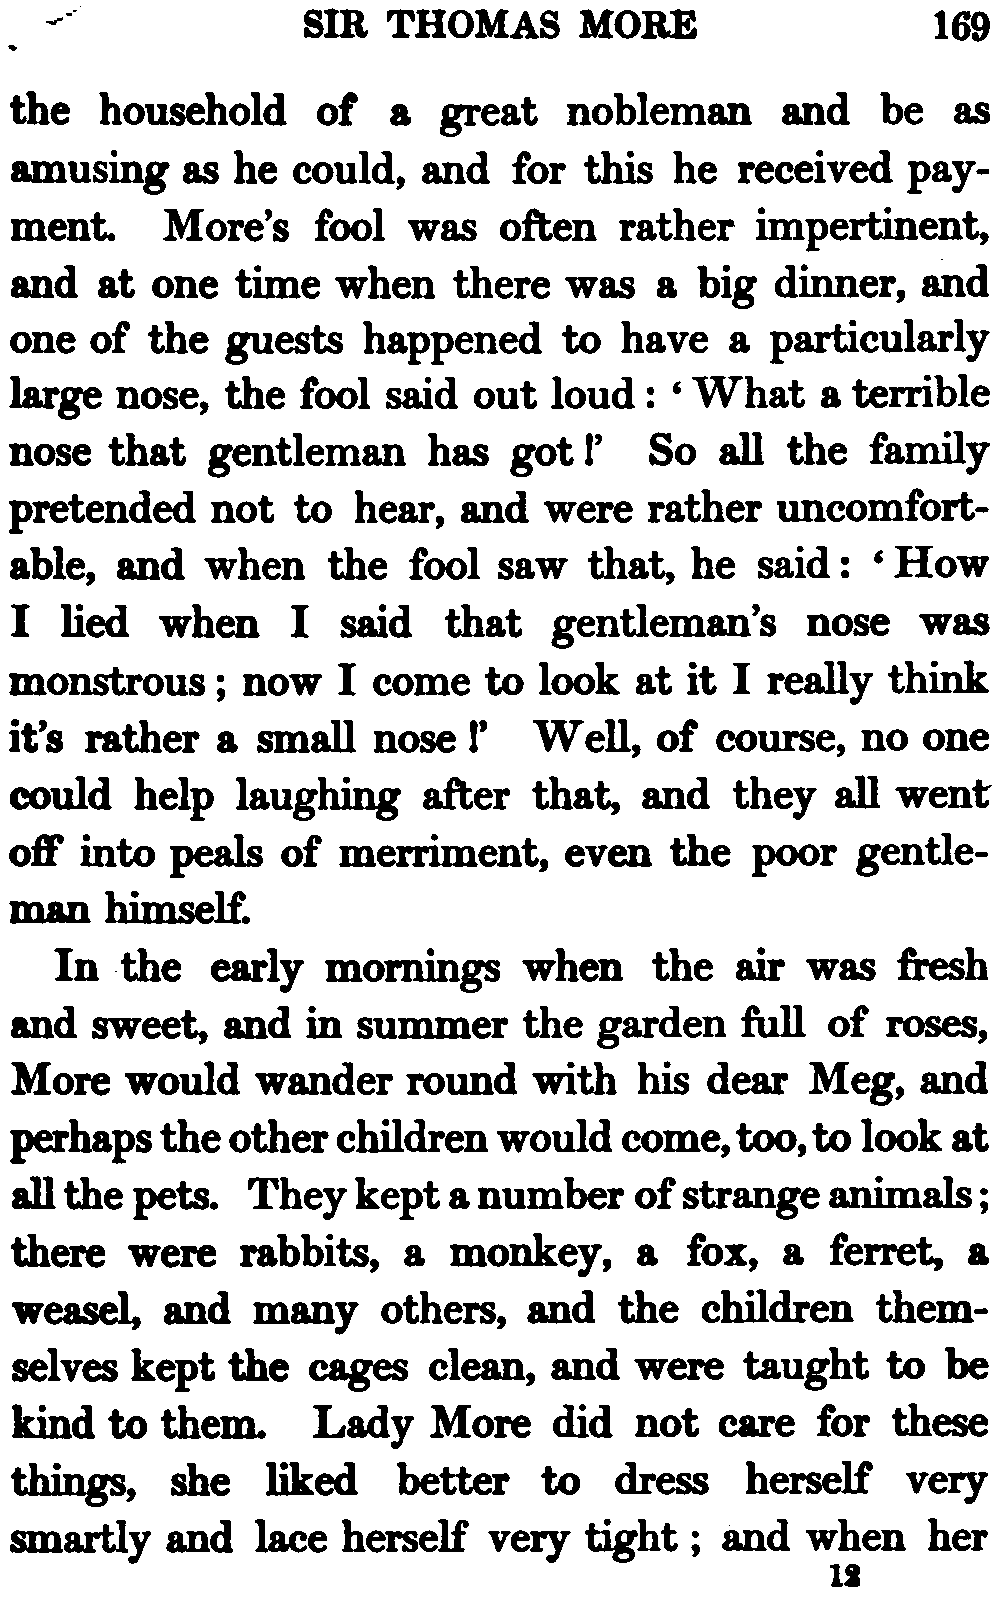 SIR THOMAS MORE 169
the household of a great nobleman and be as
amusing as he could, and for this he received pay-
ment. More's fool was often rather impertinent,
and at one time when there was a big dinner, and
one of the guests happened to have a particularly
large nose, the fool said out loud : ‘ What a terrible
nose that gentleman has got !’ So all the family
pretended not to hear, and were rather uncomfort-
able, and when the fool saw that, he said : ‘ How
I lied when I said that gentleman's nose was
monstrous ; now I come to look at it I really think
it's rather a small nose !’ Well, of course, no one
could help laughing after that, and they all went
off into peals of merriment, even the poor gentle-
man himself.
In the early mornings when the air was fresh
and sweet, and in summer the garden full of roses,
More would wander round with his dear Meg, and
perhaps the other children would come, too, to look at
all the pets. They kept a number of strange animals ;
there were rabbits, a monkey, a fox, a ferret, a
weasel, and many others, and the children them-
selves kept the cages clean, and were taught to be
kind to them. Lady More did not care for these
things, she liked better to dress herself very
smartly and lace herself very tight ; and when her
12